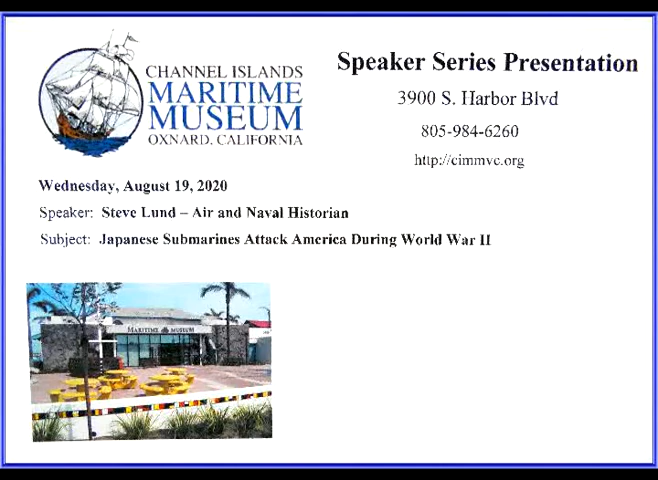 CHANNEL ISLANDS
MARITIME
MUSEUM
OXNARD, CALIFORNIA
Speaker Series Presentation
3900 S. Harbor Blvd
805-984-6260
http://cimmvc.org
Wednesday, August 19, 2020
Speaker: Steve Lund – Air and Naval Historian
Subject: Japanese Submarines Attack America During World War II
MARITIME MUSEUM